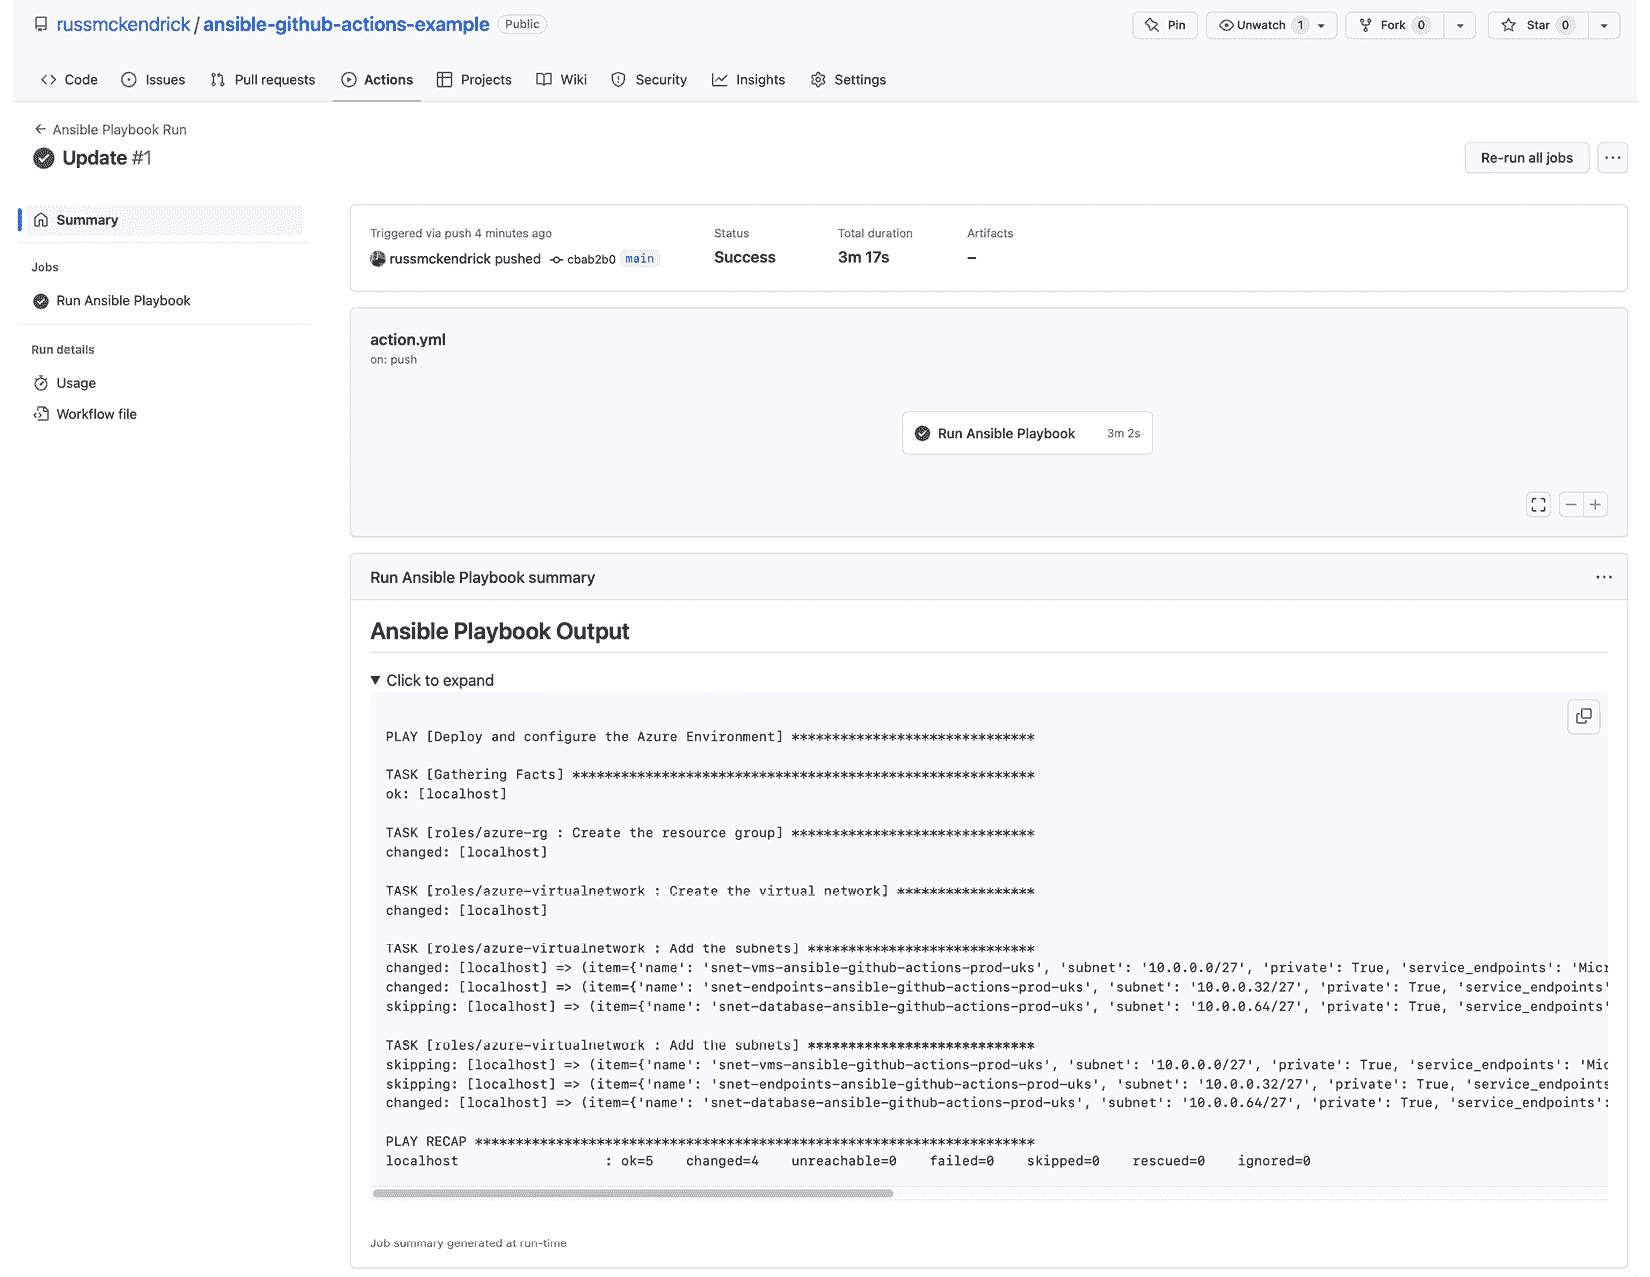 russmckendrick / ansible-github-actions-example Public
Pin Unwatch 1 Fork 0 Star 0
Code Issues Pull requests Actions Projects Wiki Security Insights Settings
Ansible Playbook Run
Update #1
Re-run all jobs
Summary
Jobs
Run Ansible Playbook
Run details
Usage
Workflow file
Triggered via push 4 minutes ago Status Total duration Artifacts
russmckendrick pushed cbab2b0 main Success 3m 17s –
action.yml
on: push
Run Ansible Playbook 3m 2s
Run Ansible Playbook summary
Ansible Playbook Output
Click to expand
PLAY [Deploy and configure the Azure Environment] ******************************
TASK [Gathering Facts] *********************************************************
ok: [localhost]
TASK [roles/azure-rg : Create the resource group] ******************************
changed: [localhost]
TASK [roles/azure-virtualnetwork : Create the virtual network] *****************
changed: [localhost]
TASK [roles/azure-virtualnetwork : Add the subnets] ****************************
changed: [localhost] => (item={'name': 'snet-vms-ansible-github-actions-prod-uks', 'subnet': '10.0.0.0/27', 'private': True, 'service_endpoints': 'Micr
changed: [localhost] => (item={'name': 'snet-endpoints-ansible-github-actions-prod-uks', 'subnet': '10.0.0.32/27', 'private': True, 'service_endpoints'
skipping: [localhost] => (item={'name': 'snet-database-ansible-github-actions-prod-uks', 'subnet': '10.0.0.64/27', 'private': True, 'service_endpoints'
TASK [roles/azure-virtualnetwork : Add the subnets] ****************************
skipping: [localhost] => (item={'name': 'snet-vms-ansible-github-actions-prod-uks', 'subnet': '10.0.0.0/27', 'private': True, 'service_endpoints': 'Mic
skipping: [localhost] => (item={'name': 'snet-endpoints-ansible-github-actions-prod-uks', 'subnet': '10.0.0.32/27', 'private': True, 'service_endpoints
changed: [localhost] => (item={'name': 'snet-database-ansible-github-actions-prod-uks', 'subnet': '10.0.0.64/27', 'private': True, 'service_endpoints':
PLAY RECAP *********************************************************************
localhost : ok=5 changed=4 unreachable=0 failed=0 skipped=0 rescued=0 ignored=0
Job summary generated at run-time